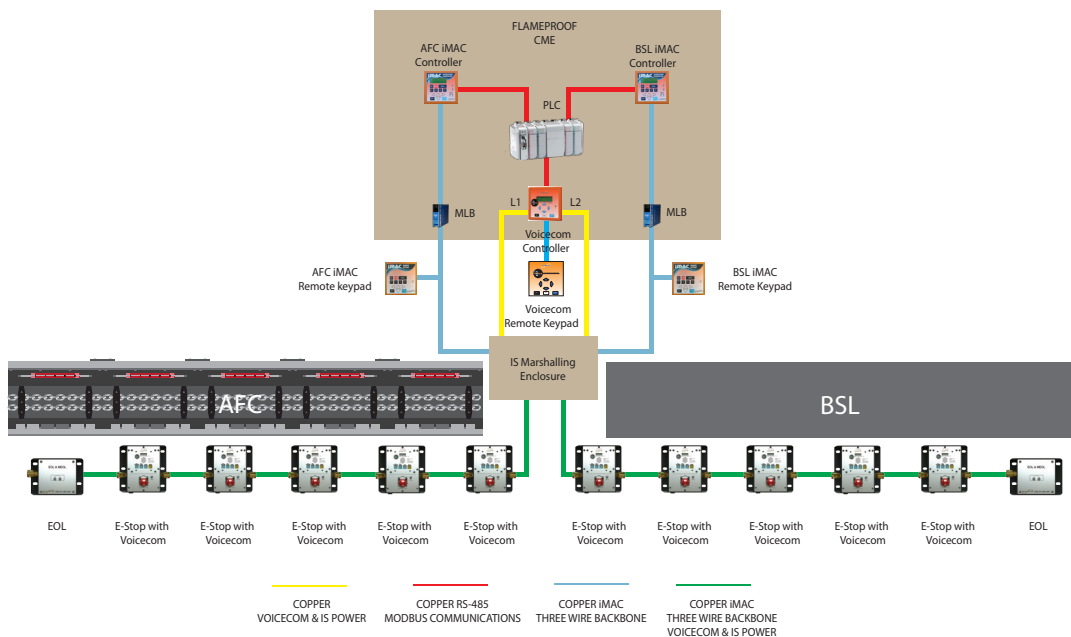 FLAMEPROOF
CME
AFC iMAC
Controller
BSL iMAC
Controller
PLC
L1
L2
MLB
MLB
Voicecom
Controller
AFC iMAC
Remote keypad
BSL iMAC
Remote Keypad
Voicecom
Remote Keypad
IS Marshalling
Enclosure
AFC
BSL
EOL
E-Stop with
Voicecom
E-Stop with
Voicecom
E-Stop with
Voicecom
E-Stop with
Voicecom
E-Stop with
Voicecom
E-Stop with
Voicecom
E-Stop with
Voicecom
E-Stop with
Voicecom
E-Stop with
Voicecom
E-Stop with
Voicecom
EOL
COPPER
VOICECOM & IS POWER
COPPER RS-485
MODBUS COMMUNICATIONS
COPPER iMAC
THREE WIRE BACKBONE
COPPER iMAC
THREE WIRE BACKBONE
VOICECOM & IS POWER